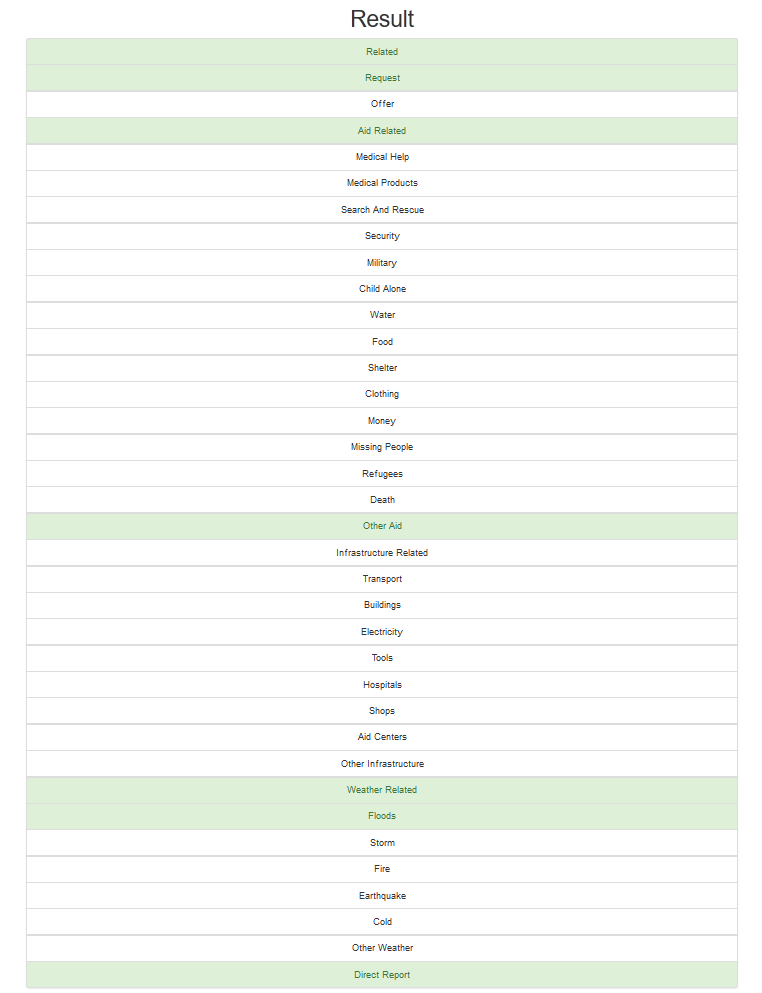 Result
Related
Request
Offer
Aid Related
Medical Help
Medical Products
Search And Rescue
Security
Military
Child Alone
Water
Food
Shelter
Clothing
Money
Missing People
Refugees
Death
Other Aid
Infrastructure Related
Transport
Buildings
Electricity
Tools
Hospitals
Shops
Aid Centers
Other Infrastructure
Weather Related
Floods
Storm
Fire
Earthquake
Cold
Other Weather
Direct Report